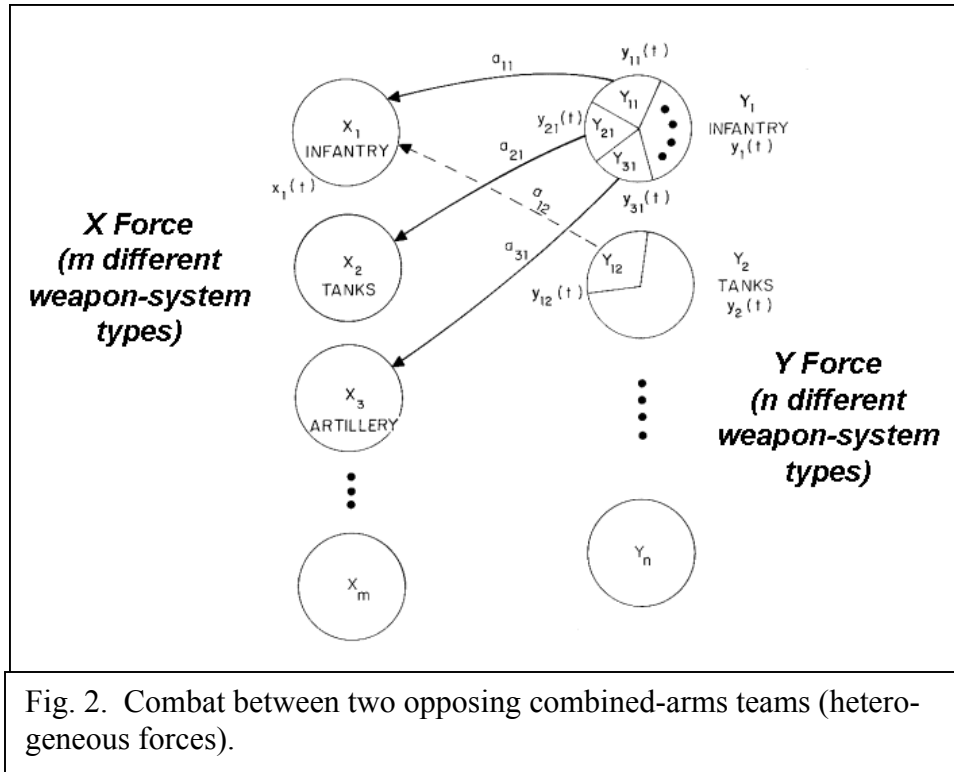 a₁₁
y₁₁(t)
X₁
INFANTRY
x₁(t)
y₂₁(t)
Y₁₁
Y₂₁
Y₃₁
Y₁
INFANTRY
y₁(t)
a₂₁
a₁₂
y₃₁(t)
X Force
(m different
weapon-system
types)
X₂
TANKS
a₃₁
Y₁₂
y₁₂(t)
Y₂
TANKS
y₂(t)
X₃
ARTILLERY
Y Force
(n different
weapon-system
types)
Xₘ
Yₙ
Fig. 2. Combat between two opposing combined-arms teams (hetero-
geneous forces).